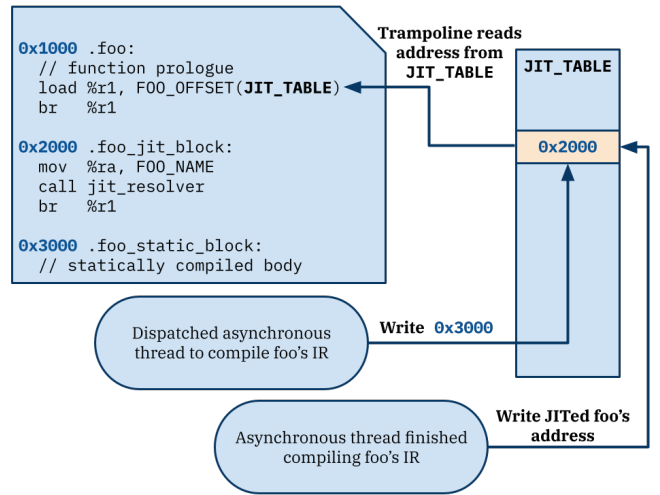 0x1000 .foo:
// function prologue
load %r1, FOO_OFFSET(JIT_TABLE)
br %r1
0x2000 .foo_jit_block:
mov %ra, FOO_NAME
call jit_resolver
br %r1
0x3000 .foo_static_block:
// statically compiled body
Trampoline reads
address from
JIT_TABLE
JIT_TABLE
0x2000
Dispatched asynchronous
thread to compile foo’s IR
Write 0x3000
Asynchronous thread finished
compiling foo’s IR
Write JITed foo’s
address